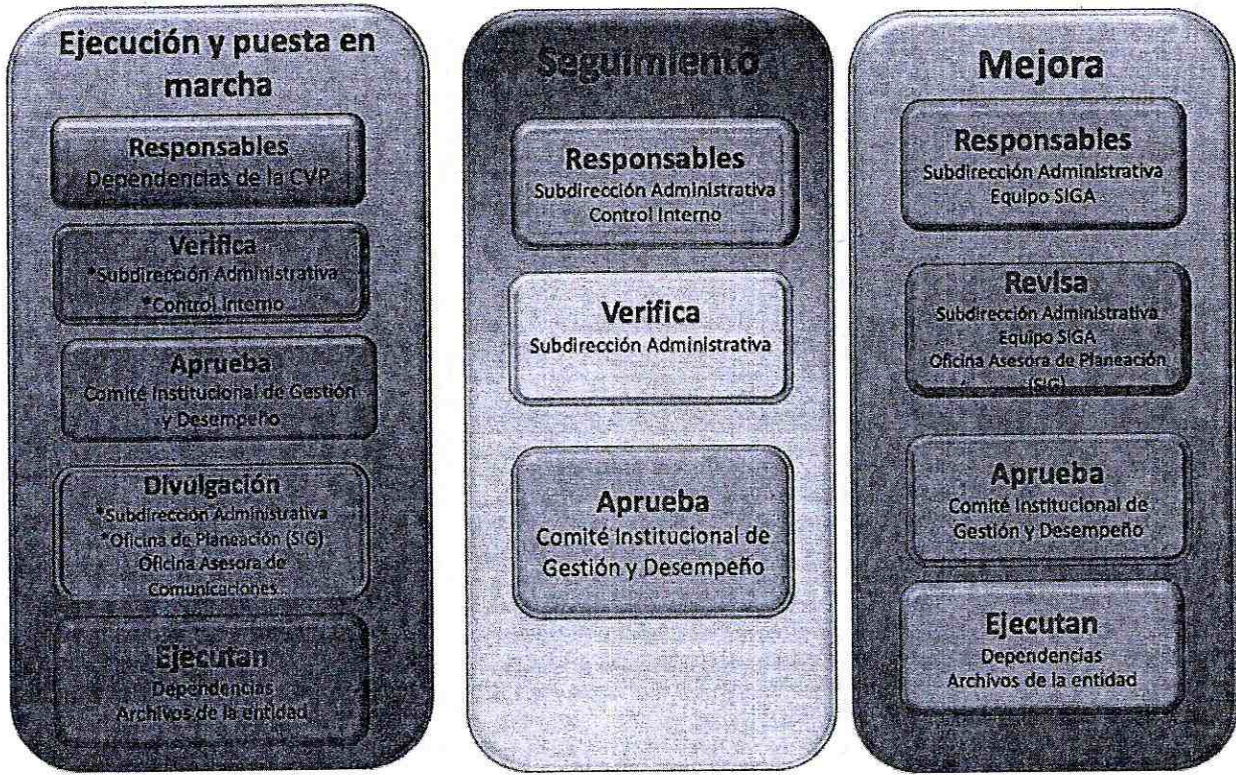 Ejecución y puesta en
marcha
Responsables
Dependencias de la CVP
Verifica
*Subdirección Administrativa
*Control Interno
Aprueba
Comité Institucional de Gestión
y Desempeño
Divulgación
*Subdirección Administrativa
*Oficina de Planeación (SIG)
Oficina Asesora de
Comunicaciones
Ejecutan
Dependencias
Archivos de la entidad
Seguimiento
Responsables
Subdirección Administrativa
Control Interno
Verifica
Subdirección Administrativa
Aprueba
Comité Institucional de
Gestión y Desempeño
Mejora
Responsables
Subdirección Administrativa
Equipo SIGA
Revisa
Subdirección Administrativa
Equipo SIGA
Oficina Asesora de Planeación
(SIG)
Aprueba
Comité Institucional de
Gestión y Desempeño
Ejecutan
Dependencias
Archivos de la entidad